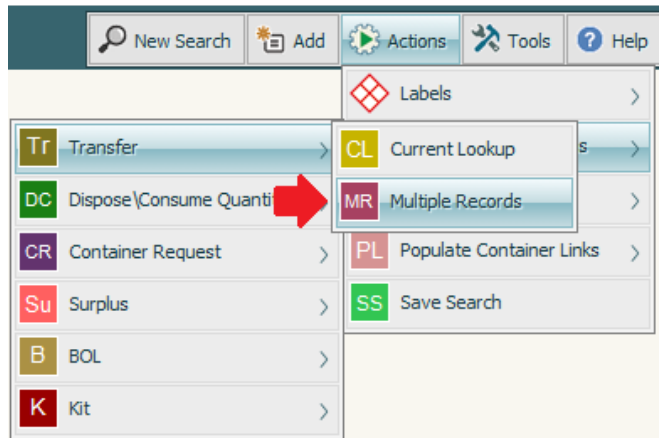 New Search Add Actions Tools Help
Labels
Tr Transfer
CL Current Lookup
s
DC Dispose\Consume Quanti
MR Multiple Records
CR Container Request
PL Populate Container Links
Su Surplus
SS Save Search
B BOL
K Kit